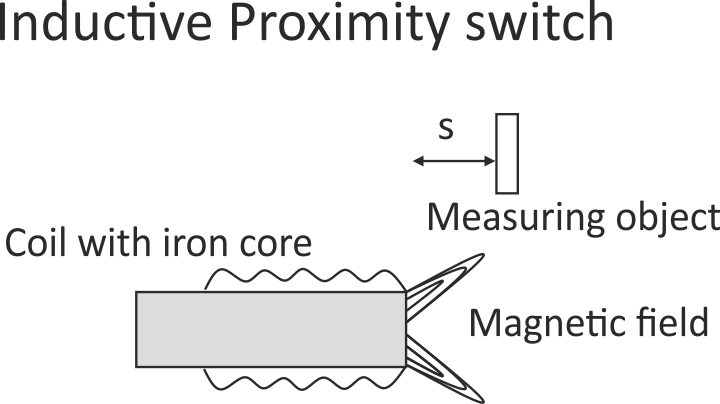 Inductive Proximity switch
s
Measuring object
Coil with iron core
Magnetic field